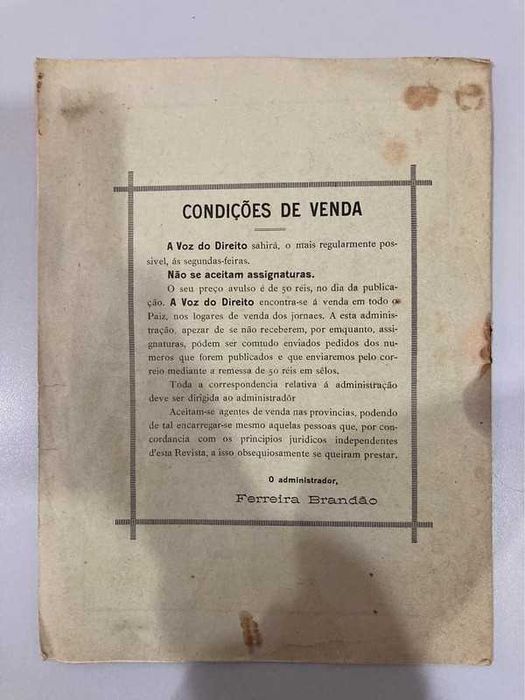 CONDIÇÕES DE VENDA
A Voz do Direito sahirá, o mais regularmente pos-
sivel, ás segundas-feiras.
Não se aceitam assignaturas.
O seu preço avulso é de 50 réis, no dia da publica-
ção. A Voz do Direito encontra-se á venda em todo o
Paiz, nos logares de venda dos jornaes. A esta adminis-
tração, apezar de se não receberem, por emquanto, assi-
gnaturas, pódem ser comtudo enviados pedidos dos nu-
meros que forem publicados e que enviaremos pelo cor-
reio mediante a remessa de 50 réis em sêlos.
Toda a correspondencia relativa á administração
deve ser dirigida ao administradôr
Aceitam-se agentes de venda nas provincias, podendo
de tal encarregar-se mesmo aquelas pessoas que, por con-
cordancia com os principios juridicos independentes
d'esta Revista, a isso obsequiosamente se queiram prestar.
O administrador,
Ferreira Brandão